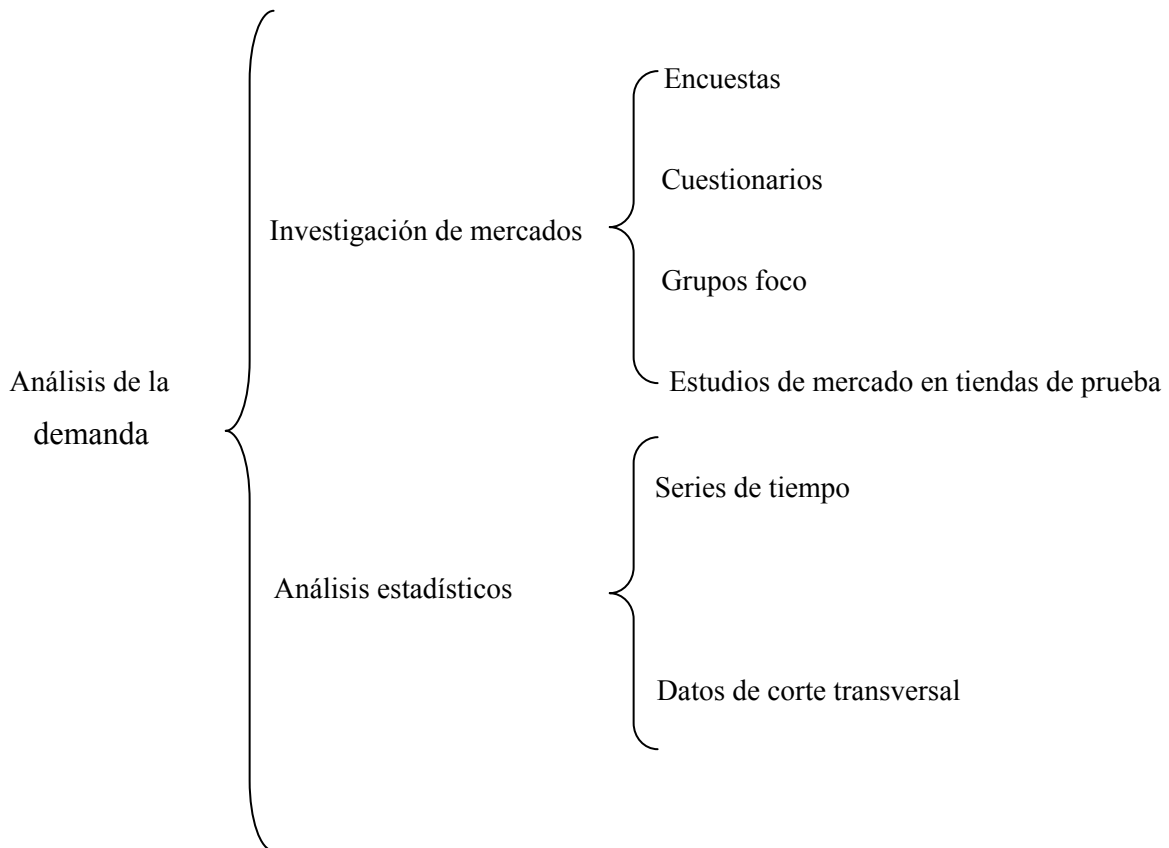 Análisis de la
demanda
Investigación de mercados
Encuestas
Cuestionarios
Grupos foco
Estudios de mercado en tiendas de prueba
Análisis estadísticos
Series de tiempo
Datos de corte transversal